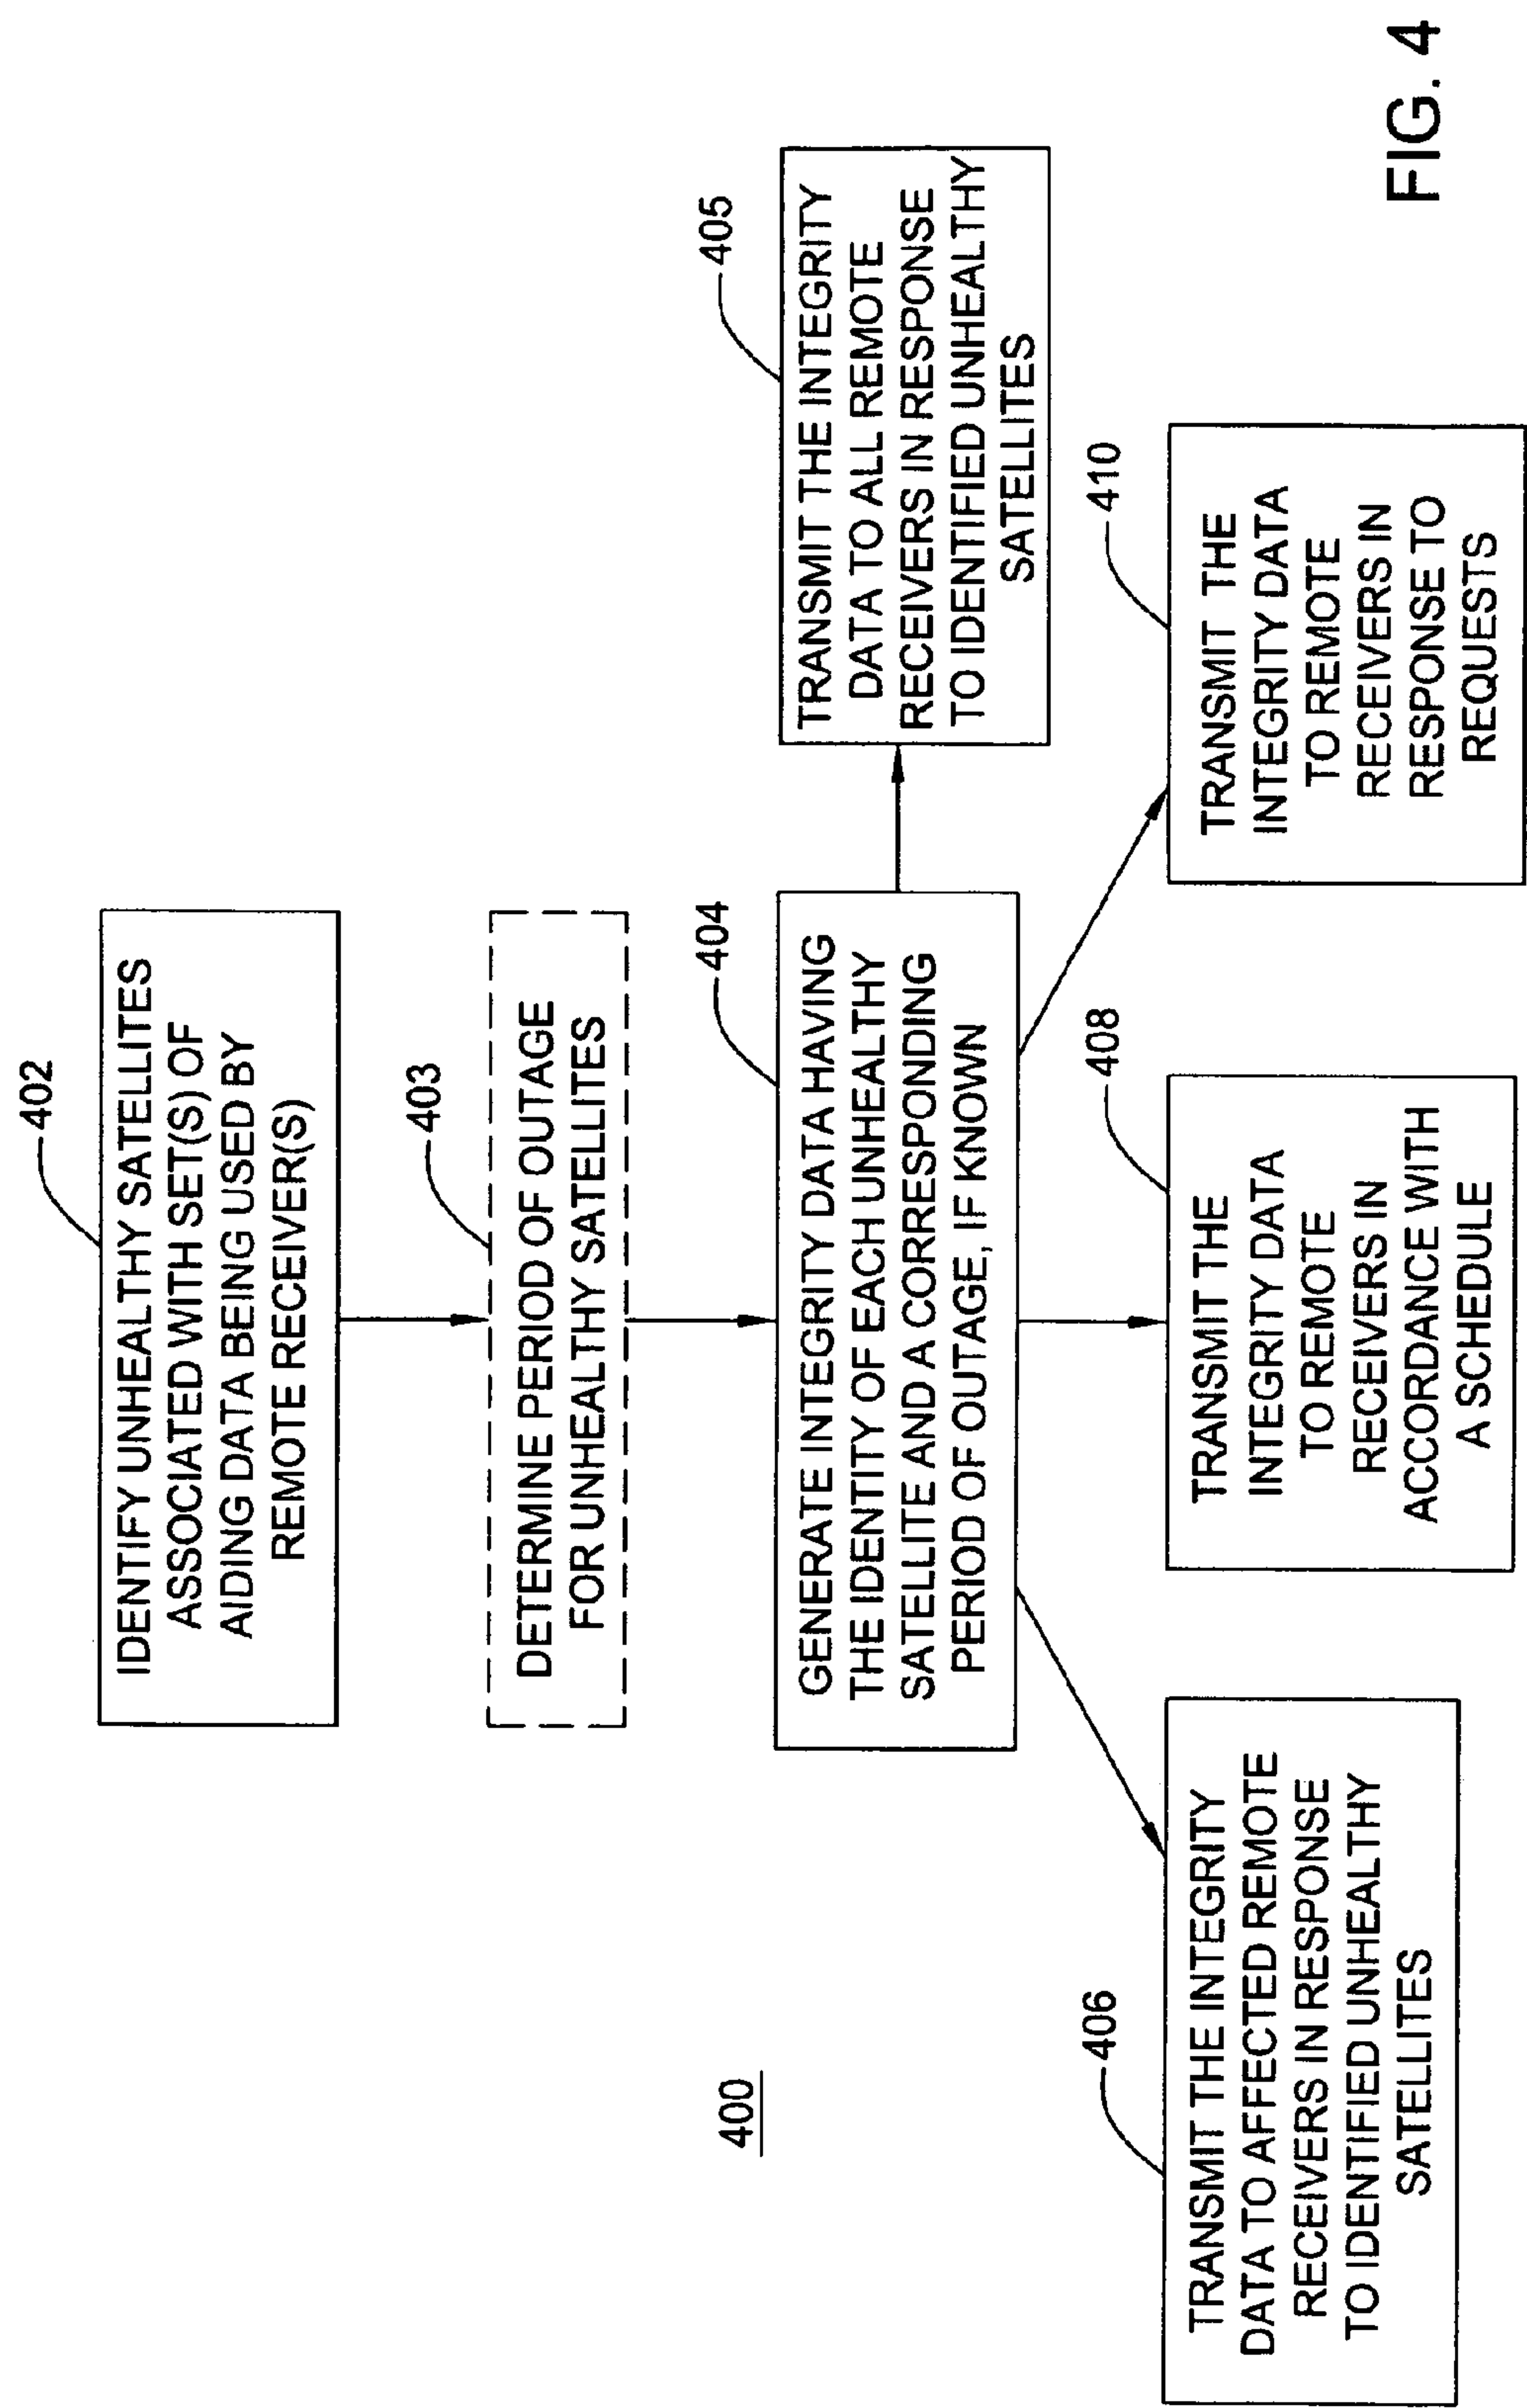 402
IDENTIFY UNHEALTHY SATELLITES
ASSOCIATED WITH SET(S) OF
AIDING DATA BEING USED BY
REMOTE RECEIVER(S)
403
DETERMINE PERIOD OF OUTAGE
FOR UNHEALTHY SATELLITES
400
404
GENERATE INTEGRITY DATA HAVING
THE IDENTITY OF EACH UNHEALTHY
SATELLITE AND A CORRESPONDING
PERIOD OF OUTAGE, IF KNOWN
405
TRANSMIT THE INTEGRITY
DATA TO ALL REMOTE
RECEIVERS IN RESPONSE
TO IDENTIFIED UNHEALTHY
SATELLITES
406
TRANSMIT THE INTEGRITY
DATA TO AFFECTED REMOTE
RECEIVERS IN RESPONSE
TO IDENTIFIED UNHEALTHY
SATELLITES
408
TRANSMIT THE
INTEGRITY DATA
TO REMOTE
RECEIVERS IN
ACCORDANCE WITH
A SCHEDULE
410
TRANSMIT THE
INTEGRITY DATA
TO REMOTE
RECEIVERS IN
RESPONSE TO
REQUESTS
FIG. 4